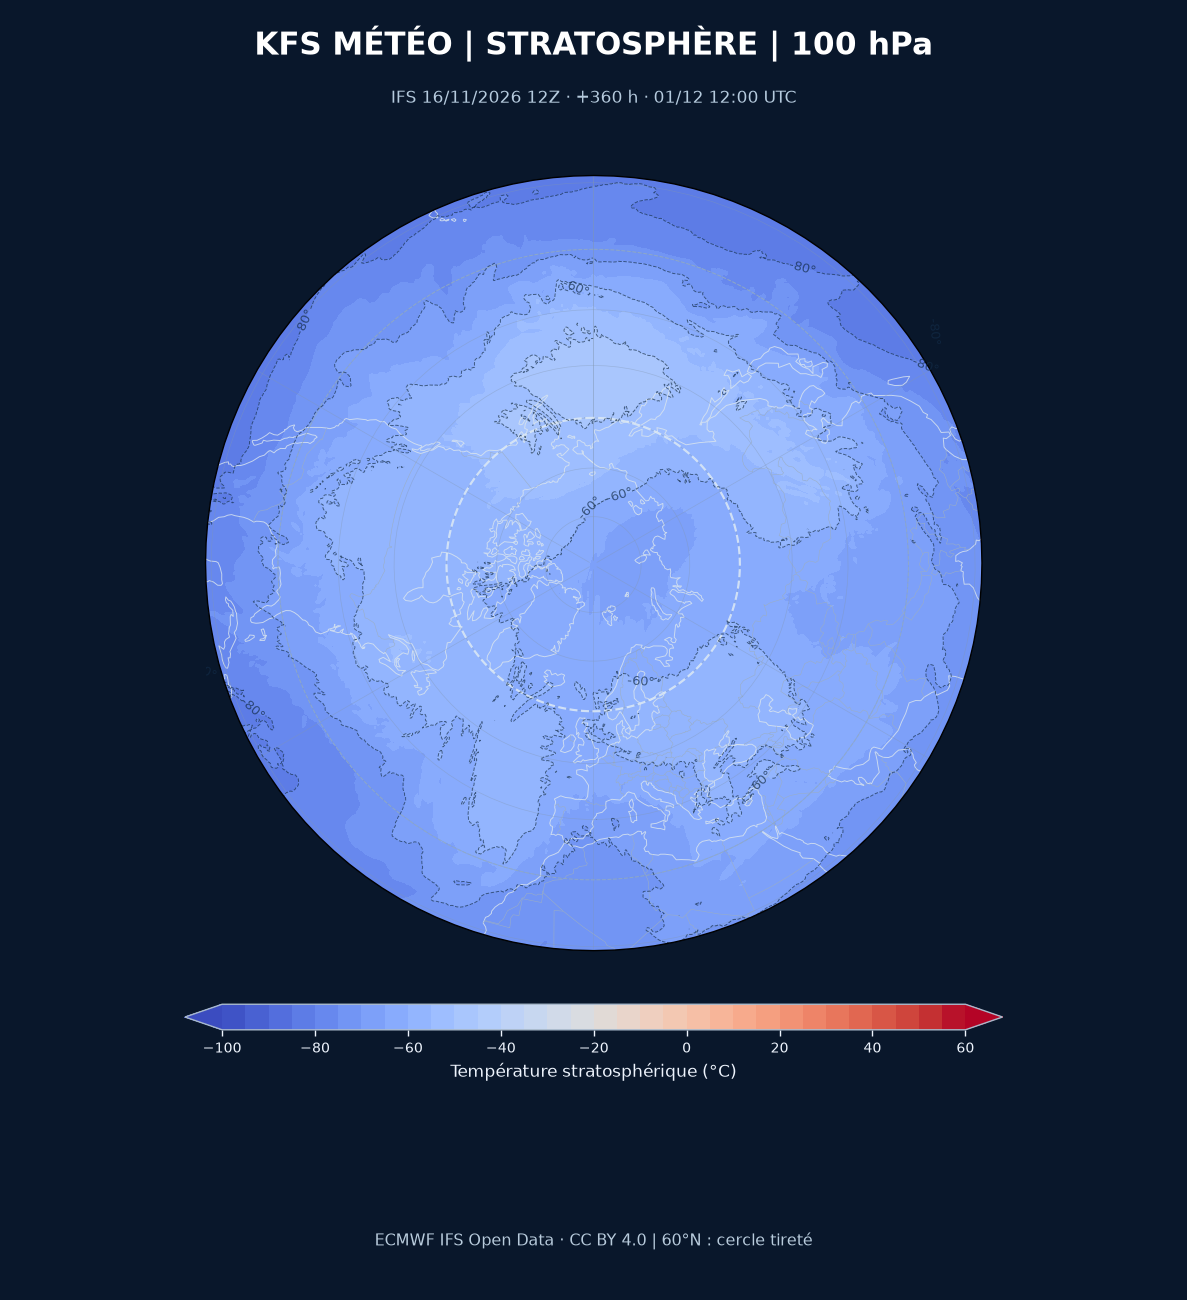 KFS MÉTÉO | STRATOSPHÈRE | 100 hPa
IFS 16/11/2026 12Z · +360 h · 01/12 12:00 UTC
80°
-60°
-80°
80°
80°
-60°
-60°
-60°
-80°
-60°
−100 −80 −60 −40 −20 0 20 40 60
Température stratosphérique (°C)
ECMWF IFS Open Data · CC BY 4.0 | 60°N : cercle tireté